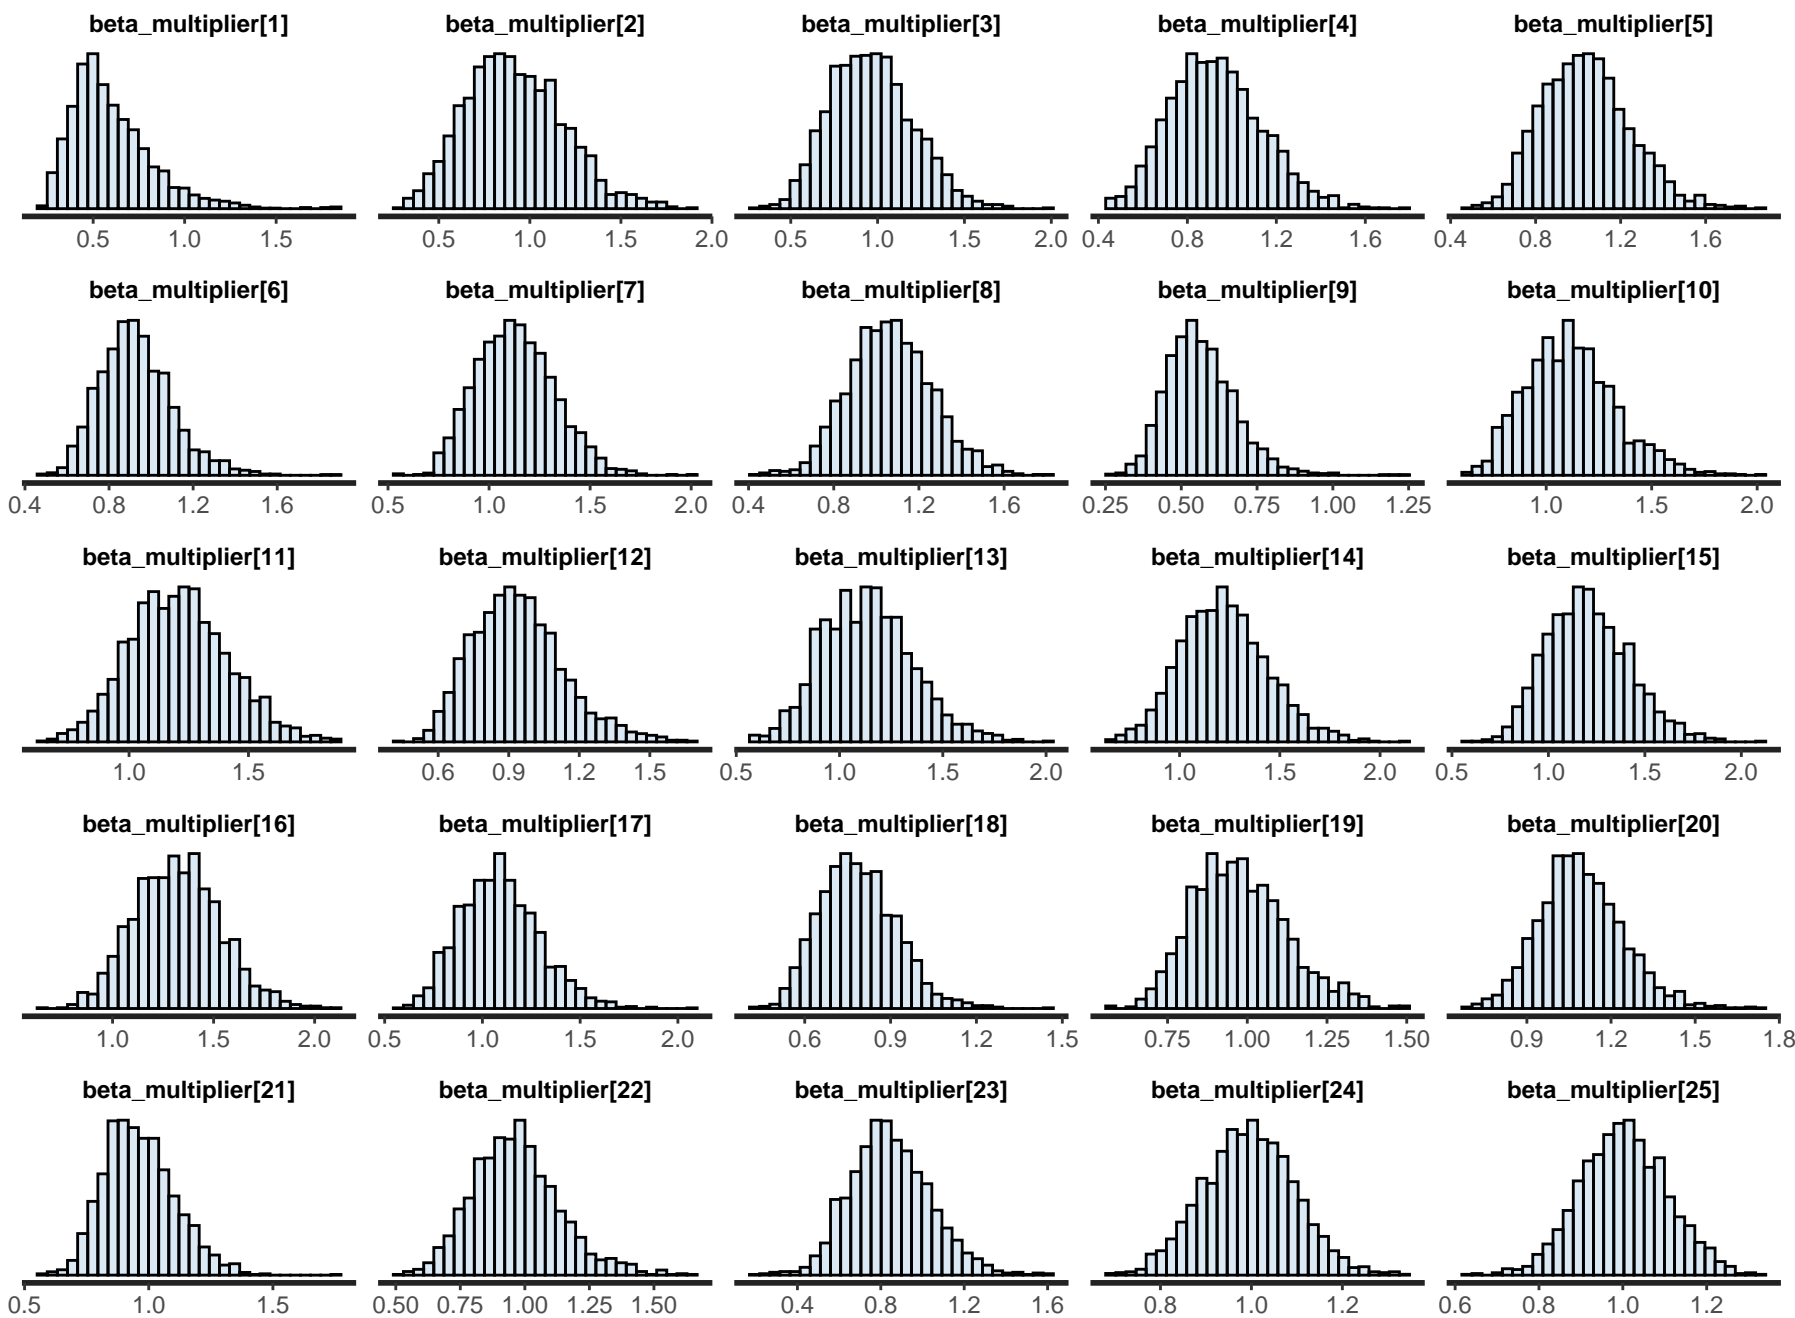 beta_multiplier[1] beta_multiplier[2] beta_multiplier[3] beta_multiplier[4] beta_multiplier[5]
0.5 1.0 1.5 0.5 1.0 1.5 2.0 0.5 1.0 1.5 2.0 0.4 0.8 1.2 1.6 0.4 0.8 1.2 1.6
beta_multiplier[6] beta_multiplier[7] beta_multiplier[8] beta_multiplier[9] beta_multiplier[10]
0.4 0.8 1.2 1.6 0.5 1.0 1.5 2.0 0.4 0.8 1.2 1.6 0.25 0.50 0.75 1.00 1.25 1.0 1.5 2.0
beta_multiplier[11] beta_multiplier[12] beta_multiplier[13] beta_multiplier[14] beta_multiplier[15]
1.0 1.5 0.6 0.9 1.2 1.5 0.5 1.0 1.5 2.0 1.0 1.5 2.0 0.5 1.0 1.5 2.0
beta_multiplier[16] beta_multiplier[17] beta_multiplier[18] beta_multiplier[19] beta_multiplier[20]
1.0 1.5 2.0 0.5 1.0 1.5 2.0 0.6 0.9 1.2 1.5 0.75 1.00 1.25 1.50 0.9 1.2 1.5 1.8
beta_multiplier[21] beta_multiplier[22] beta_multiplier[23] beta_multiplier[24] beta_multiplier[25]
0.5 1.0 1.5 0.50 0.75 1.00 1.25 1.50 0.4 0.8 1.2 1.6 0.8 1.0 1.2 0.6 0.8 1.0 1.2